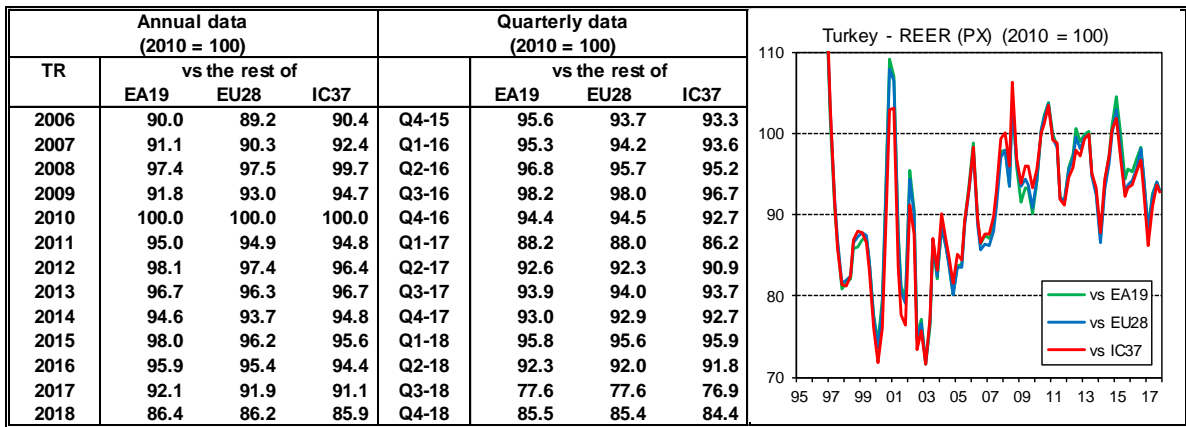 Annual data Quarterly data
(2010 = 100) (2010 = 100)
TR vs the rest of vs the rest of
EA19 EU28 IC37 EA19 EU28 IC37
2006 90.0 89.2 90.4 Q4-15 95.6 93.7 93.3
2007 91.1 90.3 92.4 Q1-16 95.3 94.2 93.6
2008 97.4 97.5 99.7 Q2-16 96.8 95.7 95.2
2009 91.8 93.0 94.7 Q3-16 98.2 98.0 96.7
2010 100.0 100.0 100.0 Q4-16 94.4 94.5 92.7
2011 95.0 94.9 94.8 Q1-17 88.2 88.0 86.2
2012 98.1 97.4 96.4 Q2-17 92.6 92.3 90.9
2013 96.7 96.3 96.7 Q3-17 93.9 94.0 93.7
2014 94.6 93.7 94.8 Q4-17 93.0 92.9 92.7
2015 98.0 96.2 95.6 Q1-18 95.8 95.6 95.9
2016 95.9 95.4 94.4 Q2-18 92.3 92.0 91.8
2017 92.1 91.9 91.1 Q3-18 77.6 77.6 76.9
2018 86.4 86.2 85.9 Q4-18 85.5 85.4 84.4
Turkey - REER (PX) (2010 = 100)
110
100
90
80
70
vs EA19
vs EU28
vs IC37
95 97 99 01 03 05 07 09 11 13 15 17